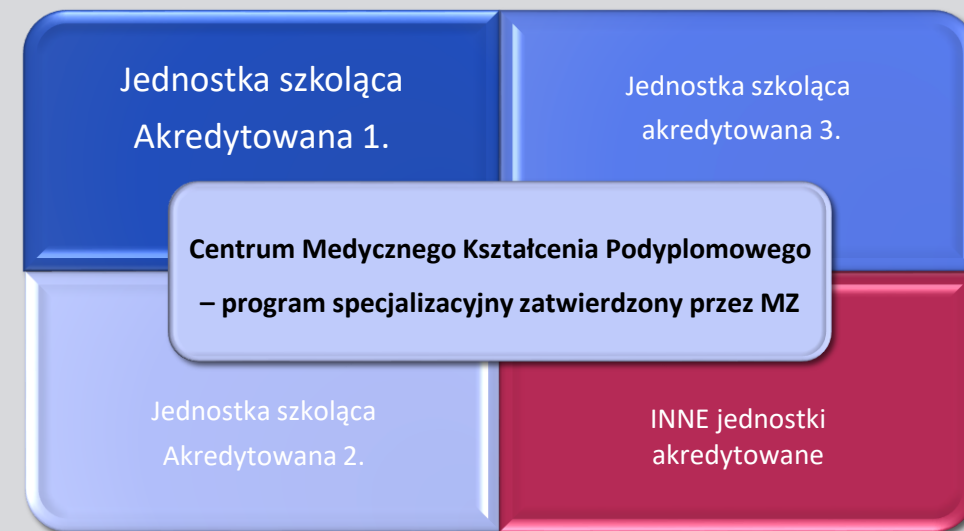 Jednostka szkoląca
Akredytowana 1.
Jednostka szkoląca
akredytowana 3.
Centrum Medycznego Kształcenia Podyplomowego
– program specjalizacyjny zatwierdzony przez MZ
Jednostka szkoląca
Akredytowana 2.
INNE jednostki
akredytowane